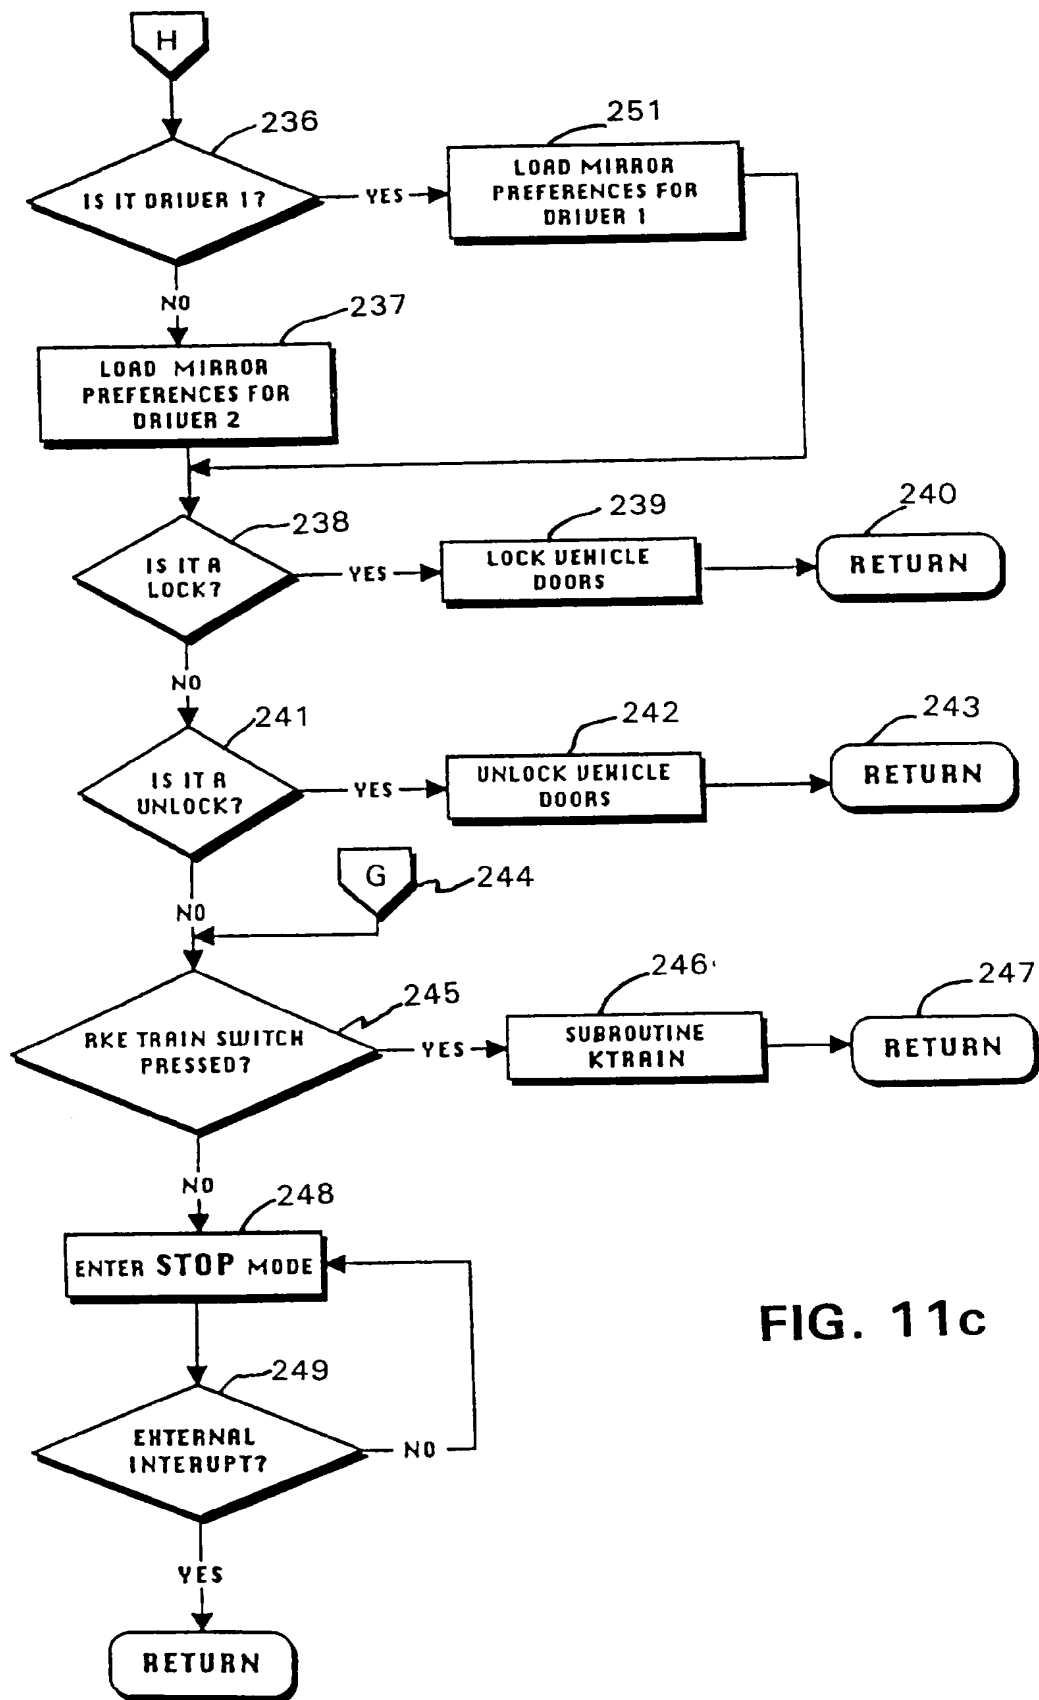 H
236
251
IS IT DRIVER 1?
YES
LOAD MIRROR
PREFERENCES FOR
DRIVER 1
NO
237
LOAD MIRROR
PREFERENCES FOR
DRIVER 2
238
239
240
IS IT A
LOCK?
YES
LOCK VEHICLE
DOORS
RETURN
NO
241
242
243
IS IT A
UNLOCK?
YES
UNLOCK VEHICLE
DOORS
RETURN
G
244
NO
245
246
247
RKE TRAIN SWITCH
PRESSED?
YES
SUBROUTINE
KTRAIN
RETURN
NO
248
ENTER STOP MODE
FIG. 11c
249
EXTERNAL
INTERUPT?
NO
YES
RETURN